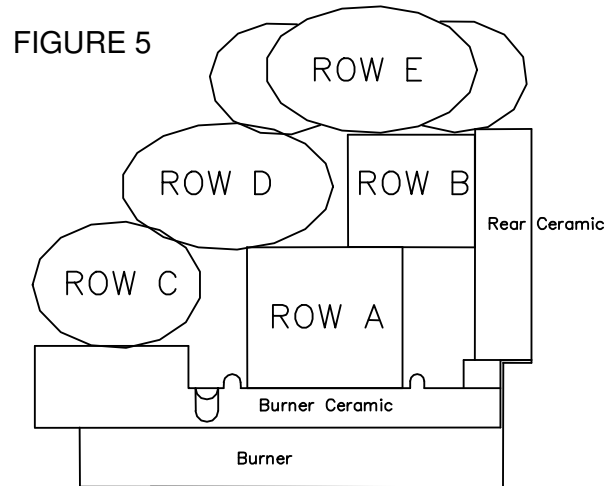 FIGURE 5
ROW E
ROW D
ROW B
Rear Ceramic
ROW C
ROW A
Burner Ceramic
Burner